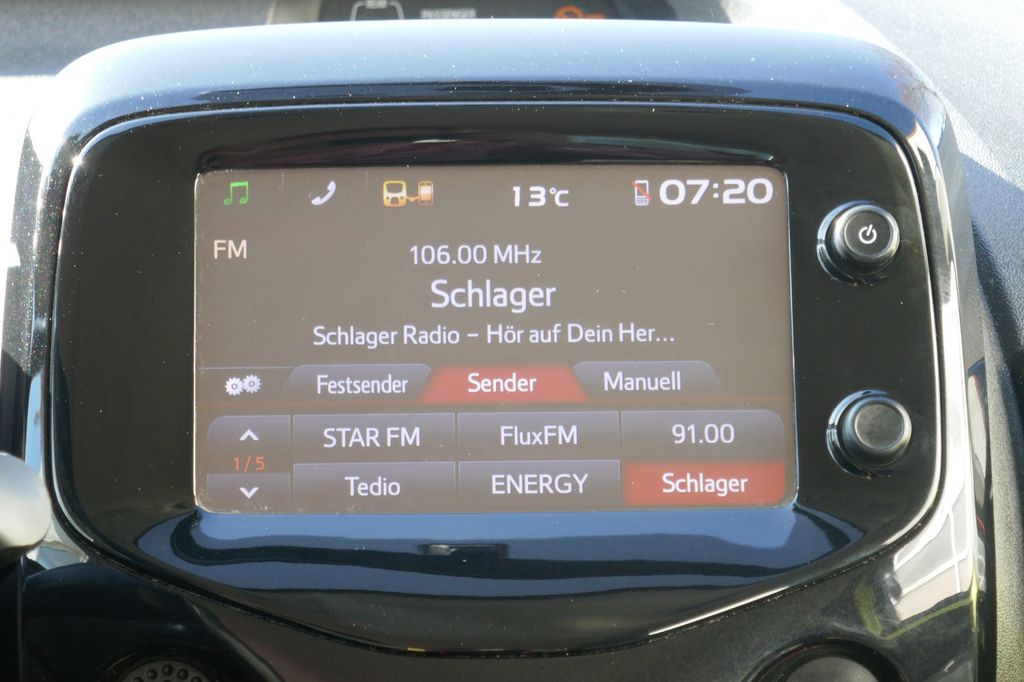 13°C 07:20
FM
106.00 MHz
Schlager
Schlager Radio – Hör auf Dein Her...
Festsender Sender Manuell
STAR FM FluxFM 91.00
1/5
Tedio ENERGY Schlager